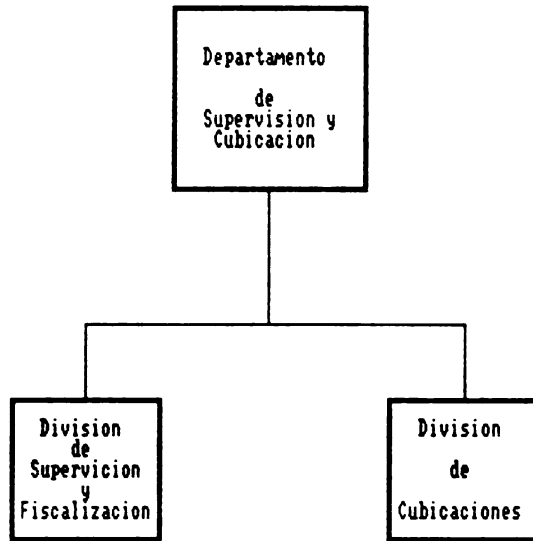 Departamento
de
Supervision y
Cubicacion
Division
de
Supervicion
y
Fiscalizacion
Division
de
Cubicaciones